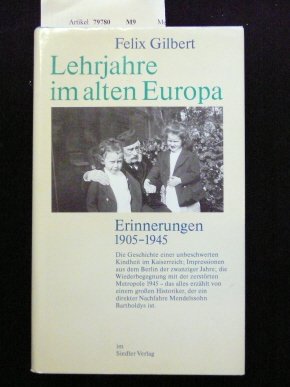 Artikel 79780 M9
Felix Gilbert
Lehrjahre
im alten Europa
Erinnerungen
1905-1945
Die Geschichte einer unbeschwerten
Kindheit im Kaiserreich; Impressionen
aus dem Berlin der zwanziger Jahre; die
Wiederbegegnung mit der zerstörten
Metropole 1945 – das alles erzählt von
einem großen Historiker, der ein
direkter Nachfahre Mendelssohn
Bartholdys ist.
im
Siedler Verlag